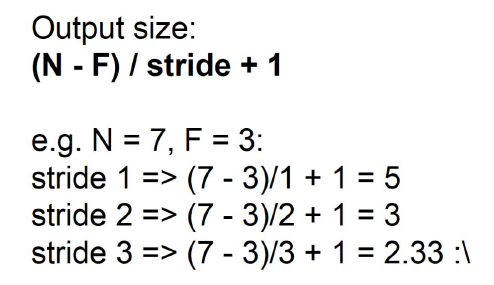 Output size:
(N - F) / stride + 1
e.g. N = 7, F = 3:
stride 1 => (7 - 3)/1 + 1 = 5
stride 2 => (7 - 3)/2 + 1 = 3
stride 3 => (7 - 3)/3 + 1 = 2.33 :\